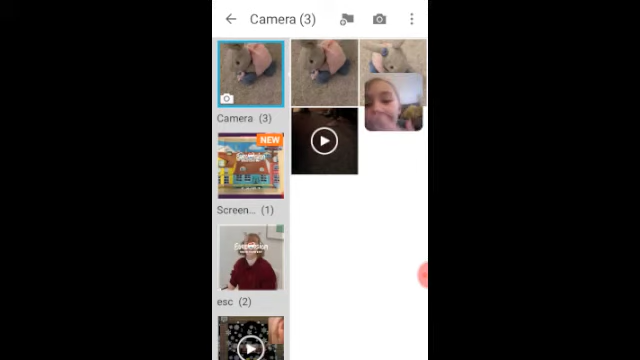 Camera (3)
Camera (3)
NEW
Screen... (1)
esc (2)